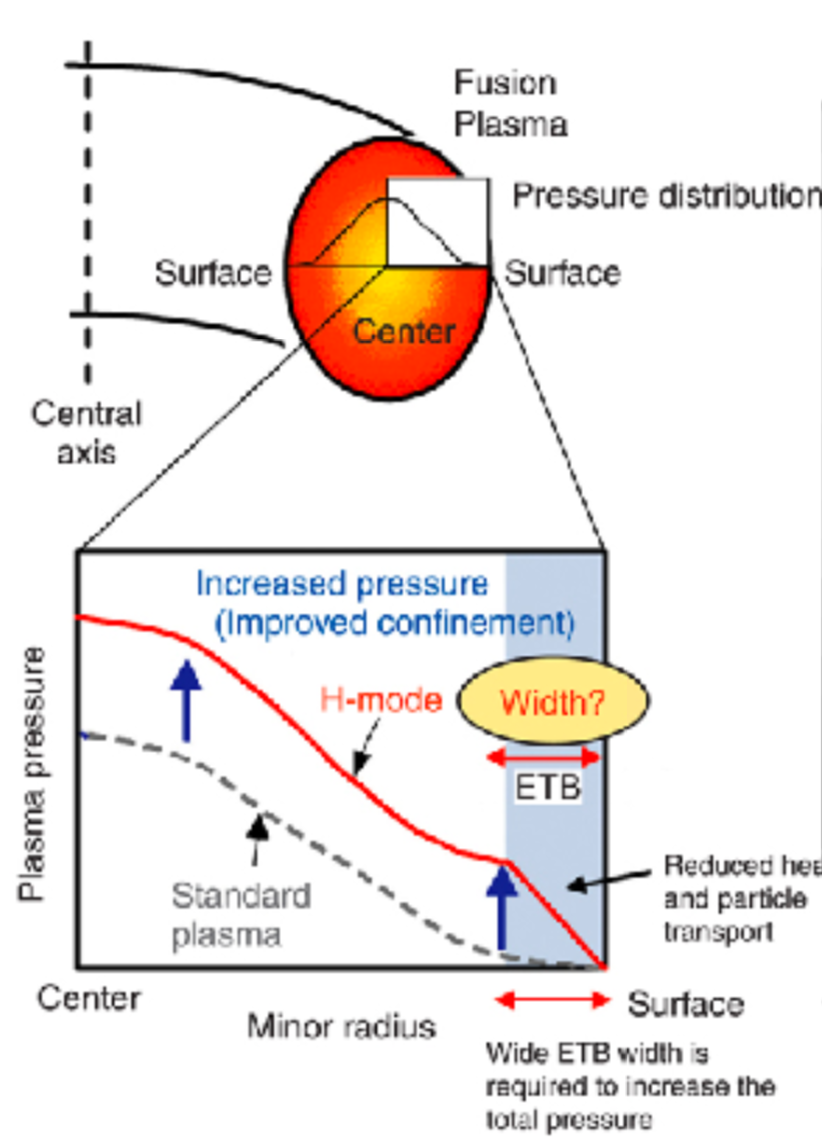 Fusion
Plasma
Pressure distribution
Surface
Surface
Center
Central
axis
Increased pressure
(Improved confinement)
H-mode
Width?
ETB
Plasma pressure
Standard
plasma
Reduced
and particle
transport
Center
Minor radius
Surface
Wide ETB width is
required to increase the
total pressure